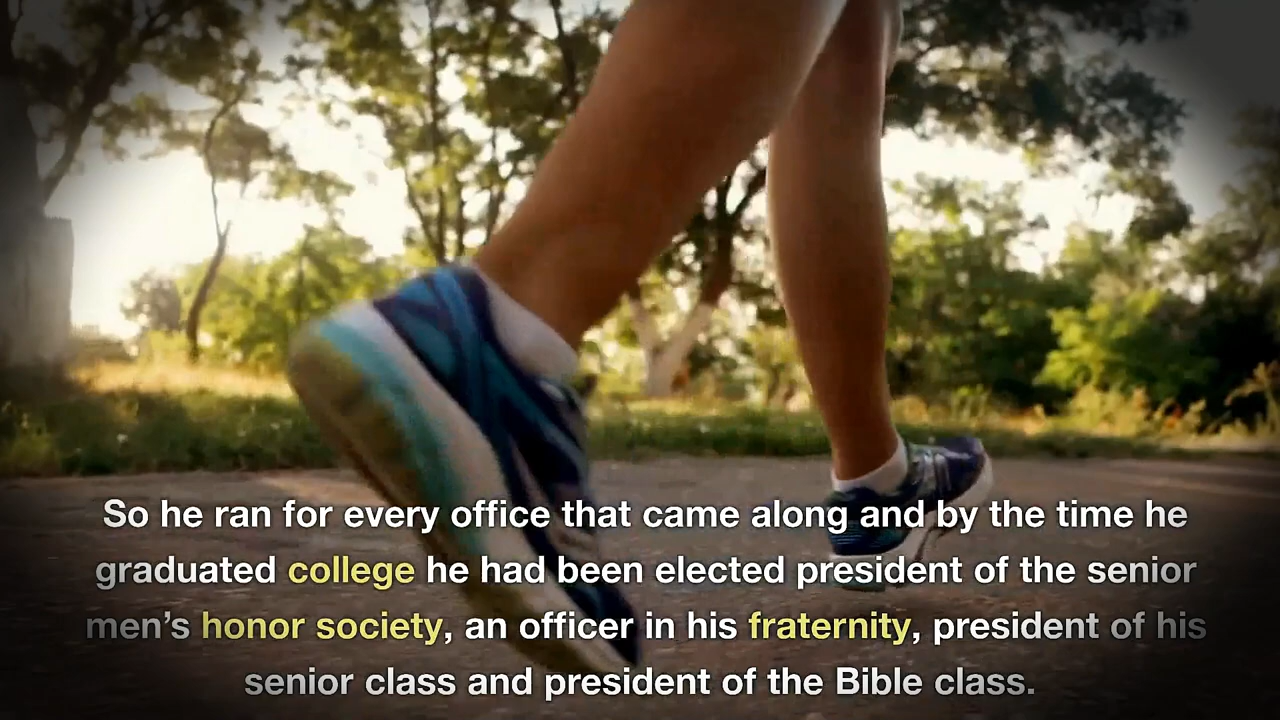 So he ran for every office that came along and by the time he
graduated college he had been elected president of the senior
men’s honor society, an officer in his fraternity, president of his
senior class and president of the Bible class.